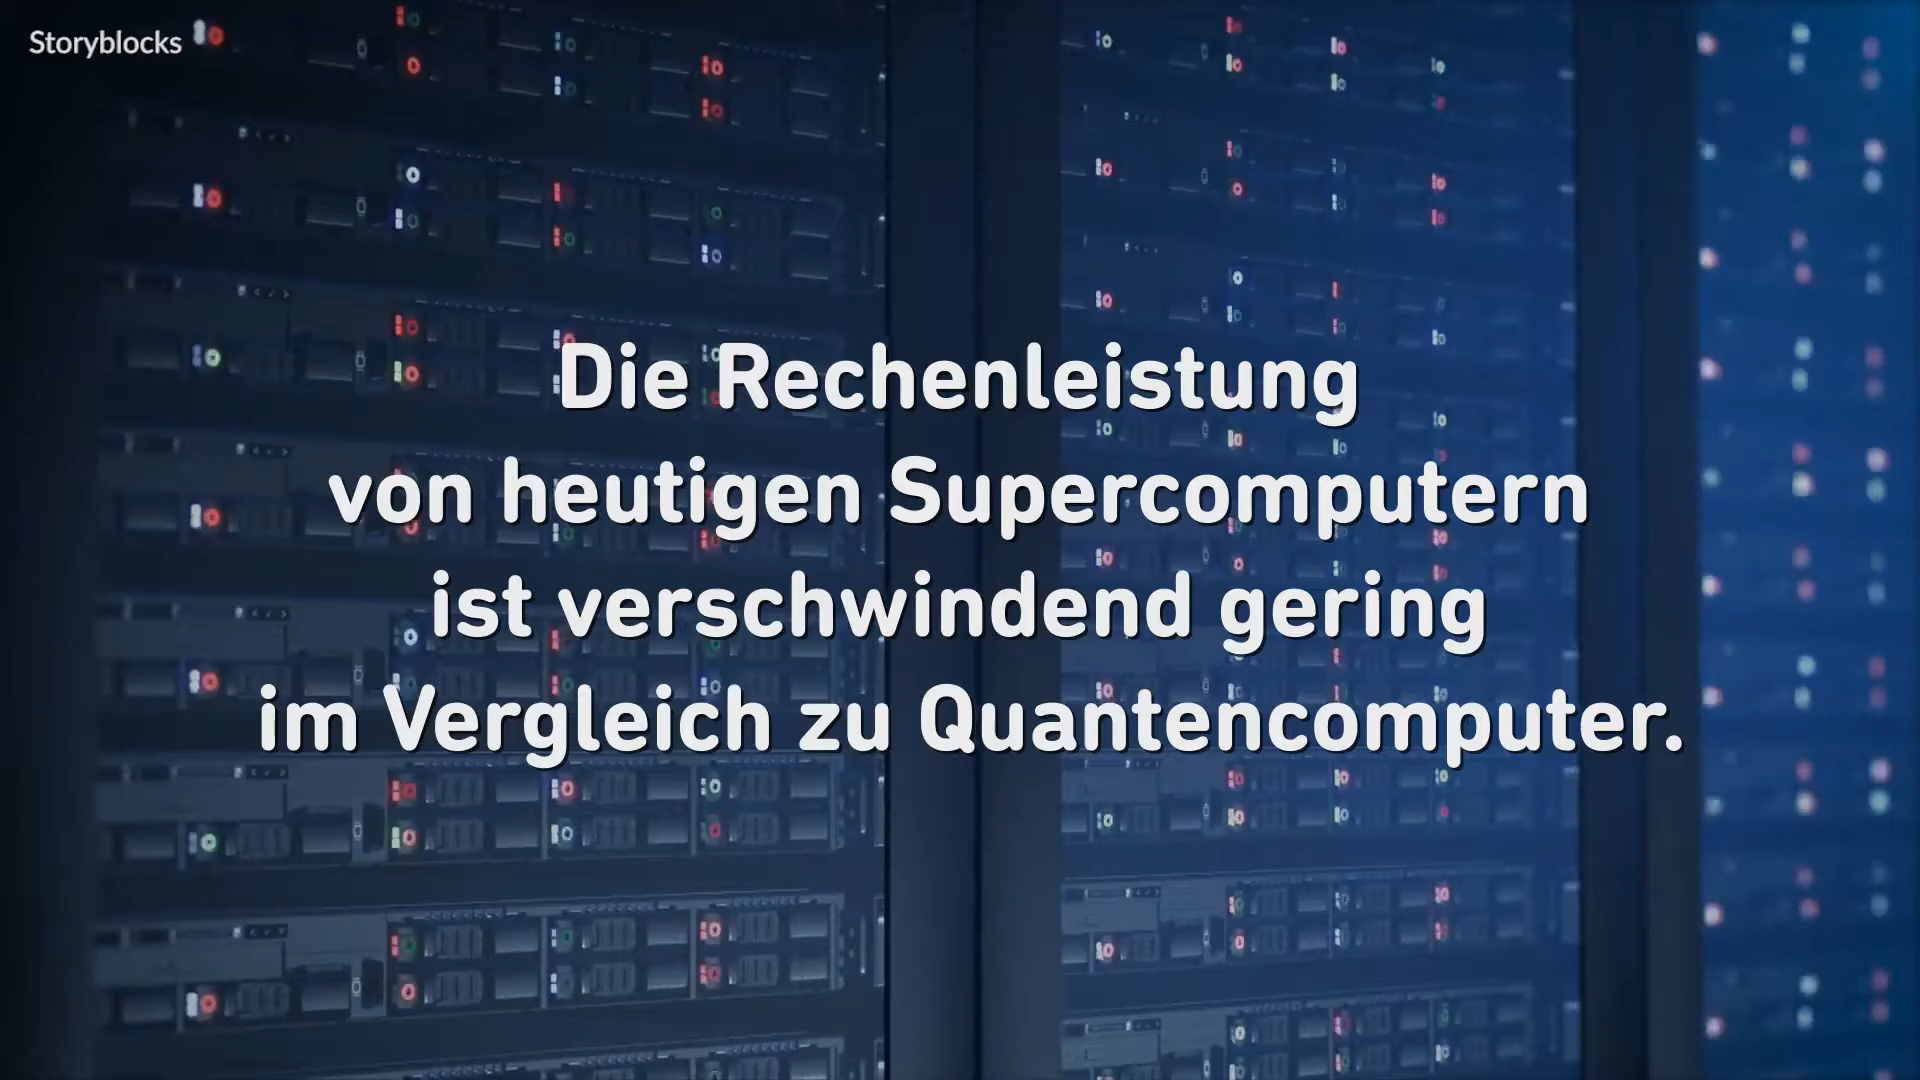 Storyblocks
Die Rechenleistung
von heutigen Supercomputern
ist verschwindend gering
im Vergleich zu Quantencomputer.